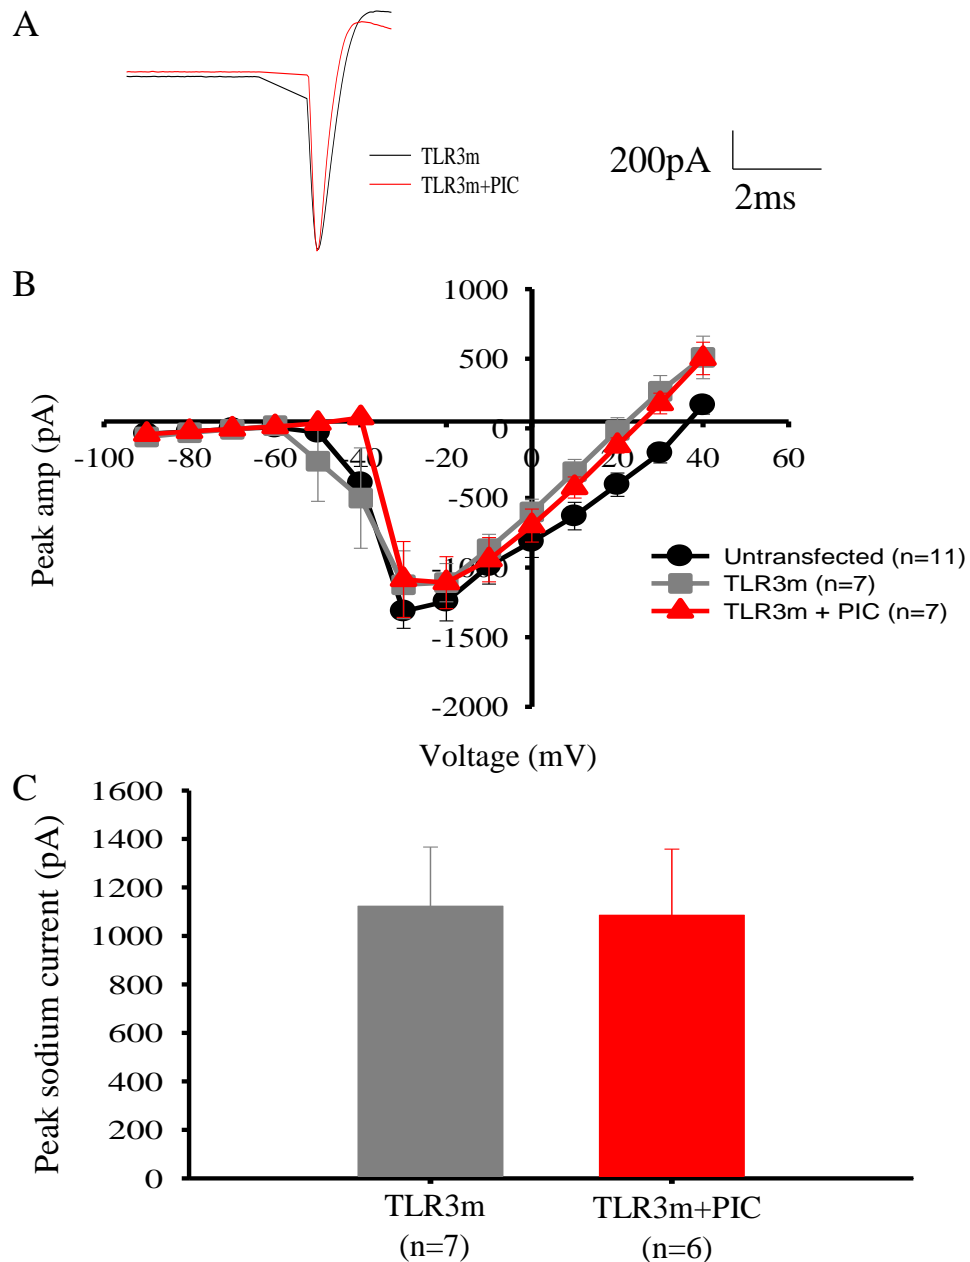 A
TLR3m
TLR3m+PIC
200pA
2ms
B
1000
500
0
-500
-1000
-1500
-2000
-100 -80 -60 -40 -20 0 20 40 60
Peak amp (pA)
Voltage (mV)
Untransfected (n=11)
TLR3m (n=7)
TLR3m + PIC (n=7)
C
1600
1400
1200
1000
800
600
400
200
0
Peak sodium current (pA)
TLR3m
(n=7)
TLR3m+PIC
(n=6)